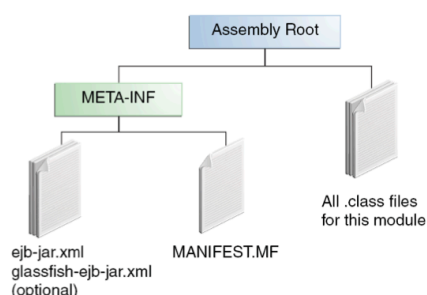 Assembly Root
META-INF
All .class files
for this module
ejb-jar.xml
glassfish-ejb-jar.xml
(optional)
MANIFEST.MF